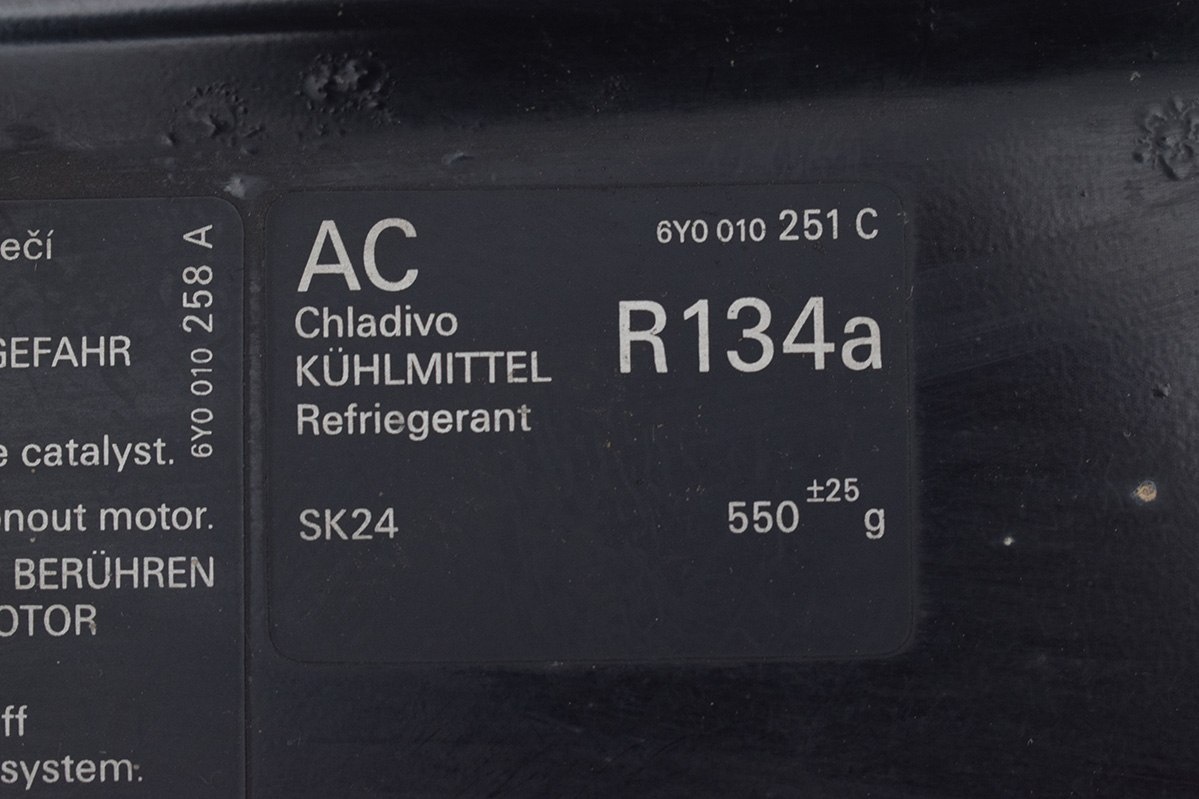 ečí
GEFAHR
e catalyst.
nout motor.
BERÜHREN
OTOR
ff
system.
6Y0 010 258 A
AC
6Y0 010 251 C
Chladivo
KÜHLMITTEL
Refriegerant
R134a
SK24
550 ±25 g